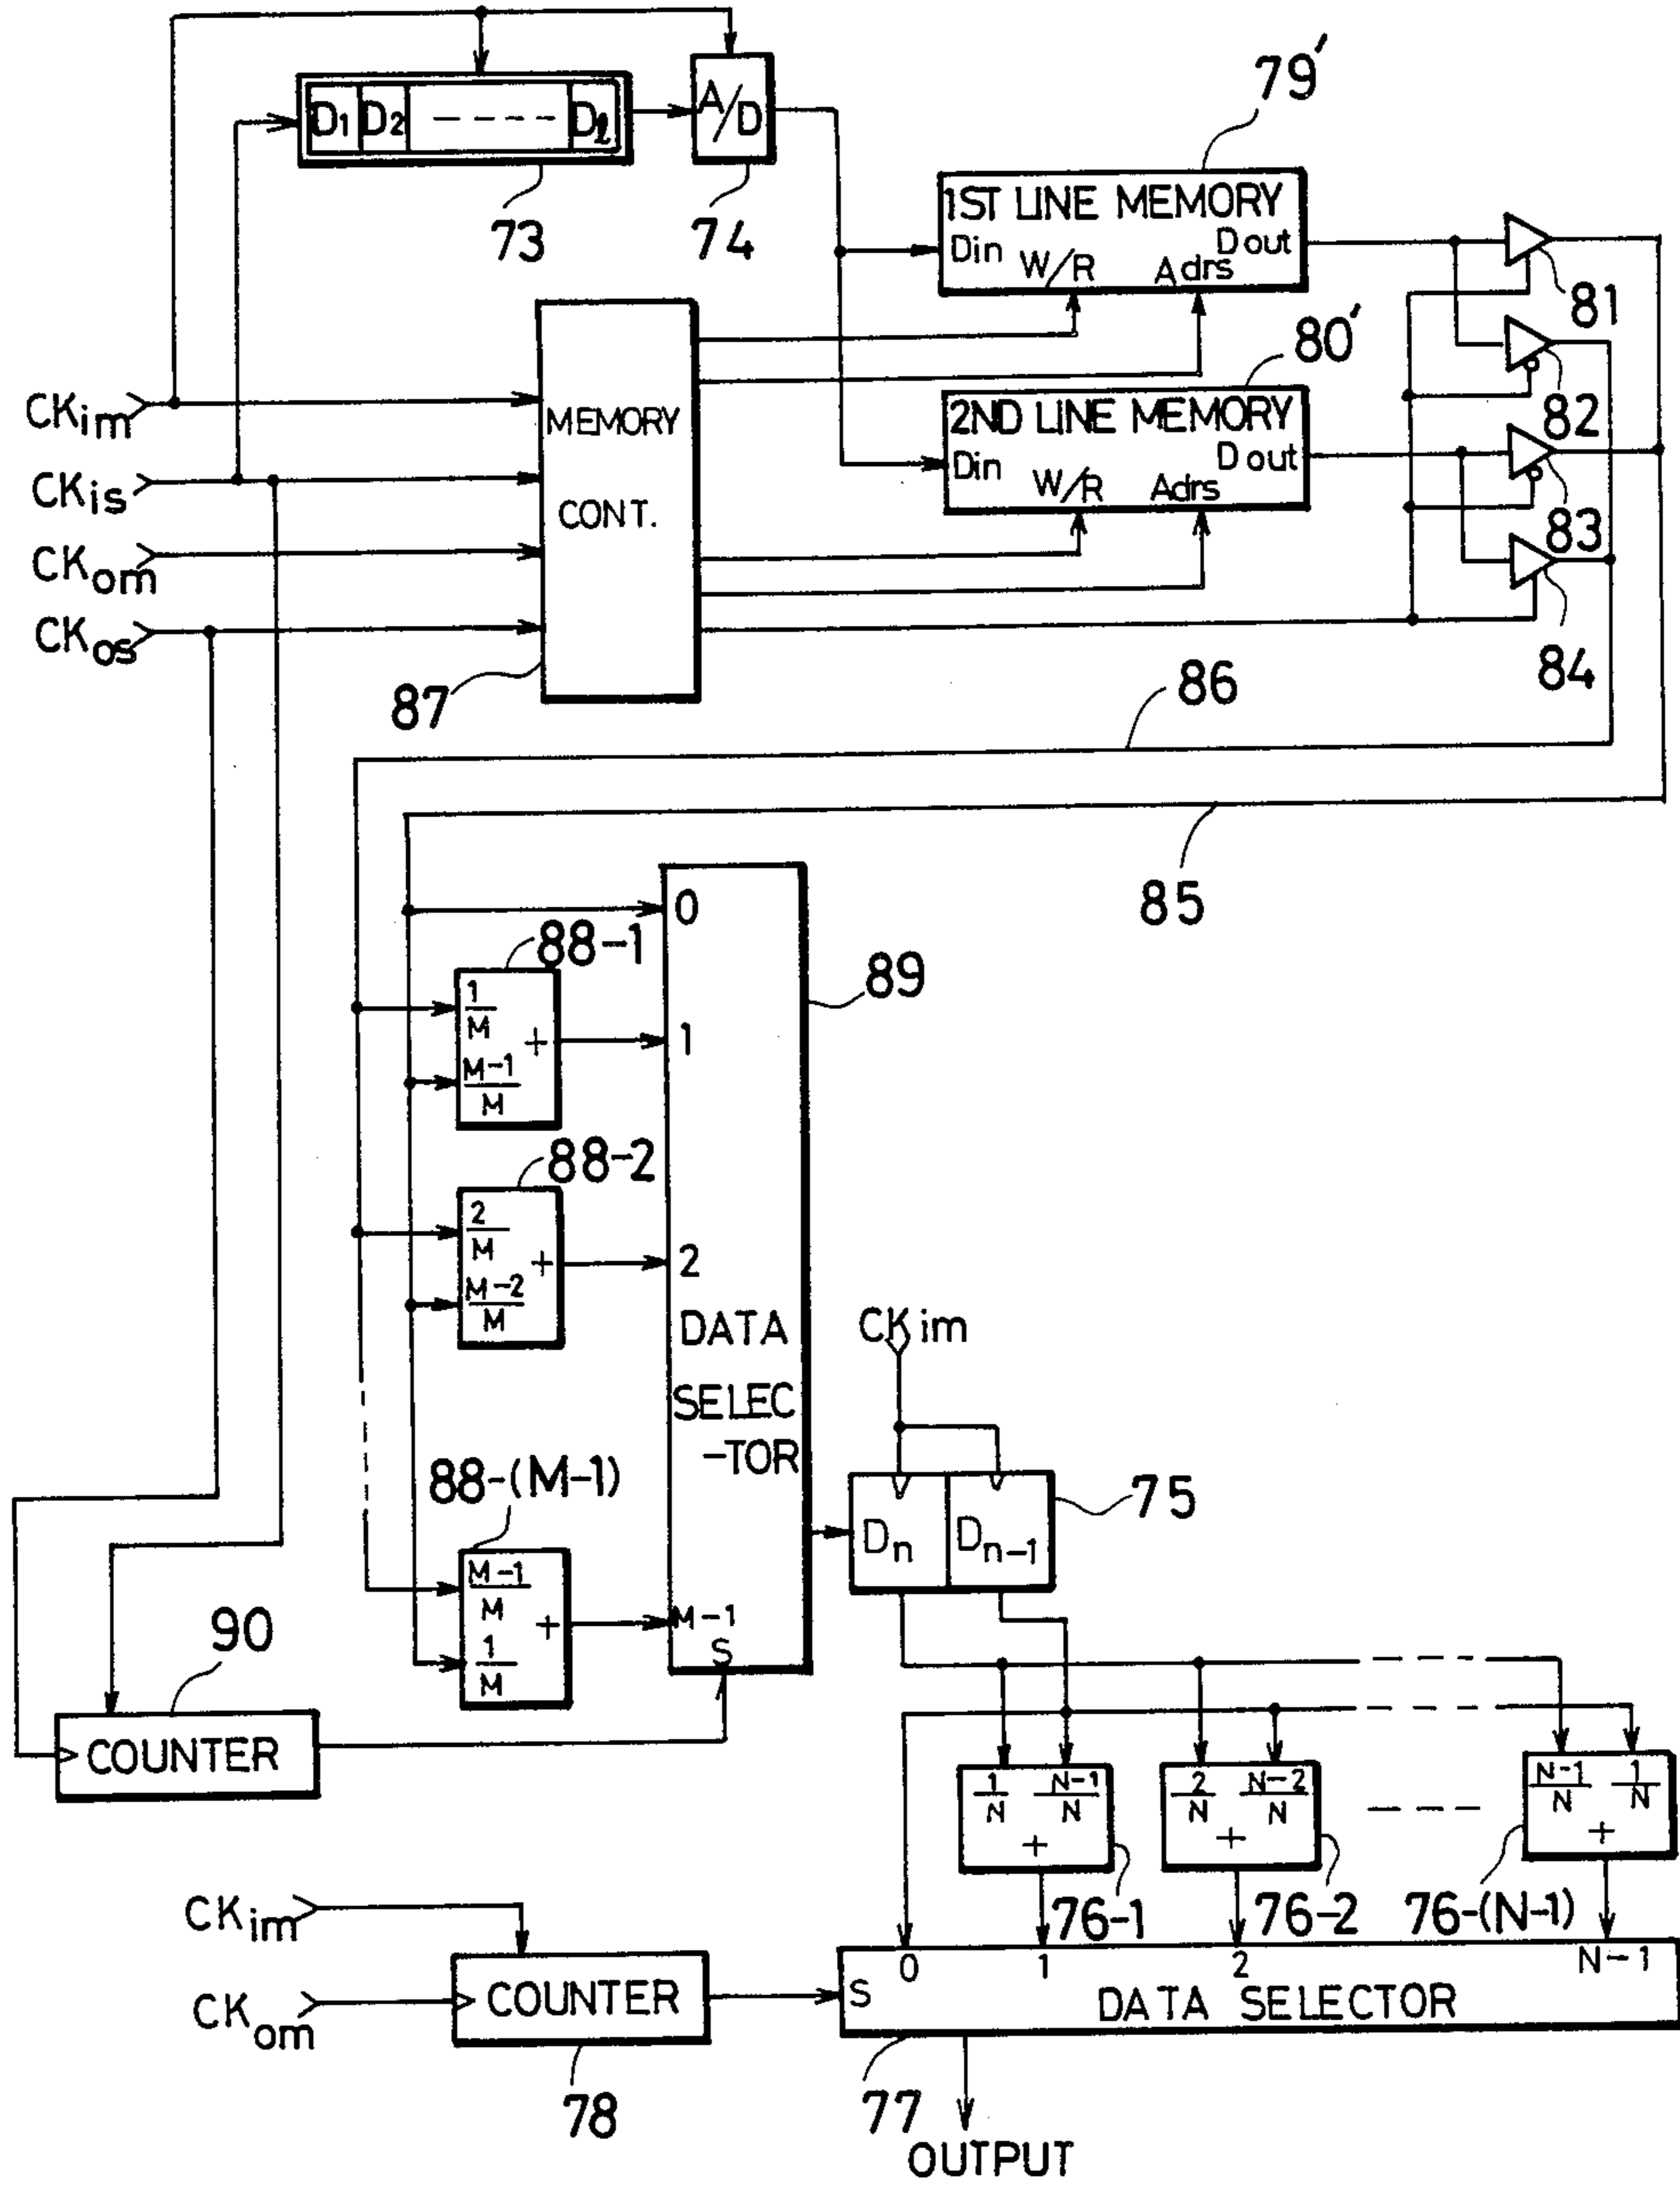 D1 D2 ---- Dℓ
A/D
73
74
79'
1ST LINE MEMORY
Din W/R Adrs Dout
81
80'
82
CKim
MEMORY
CONT.
2ND LINE MEMORY
Din W/R Adrs Dout
CKis
83
CKom
CKos
84
87
86
85
0
88-1
89
1/M
M-1/M
+
1
88-2
2/M
M-2/M
+
2
DATA
SELEC
-TOR
CKim
88-(M-1)
75
Dn Dn-1
M-1/M
1/M
+
M-1
S
90
COUNTER
1/N N-1/N
+
2/N N-2/N
+
N-1/N 1/N
+
76-1
76-2
76-(N-1)
CKim
CKom
COUNTER
78
0 1 2 N-1
S
DATA SELECTOR
77
OUTPUT